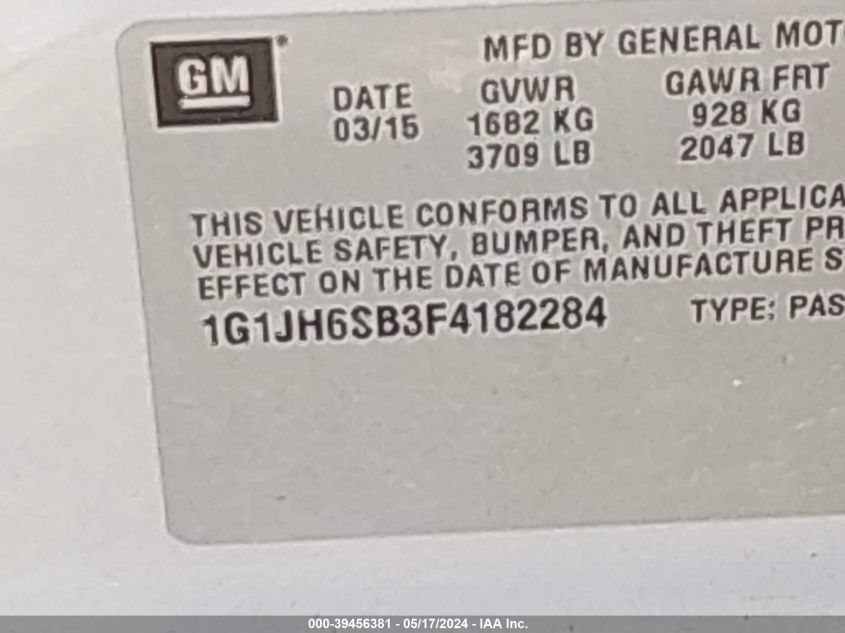 GM
MFD BY GENERAL MOT
DATE GVWR GAWR FRT
03/15 1682 KG 928 KG
3709 LB 2047 LB
THIS VEHICLE CONFORMS TO ALL APPLICA
VEHICLE SAFETY, BUMPER, AND THEFT PR
EFFECT ON THE DATE OF MANUFACTURE S
1G1JH6SB3F4182284 TYPE: PAS
000-39456381 - 05/17/2024 - IAA Inc.